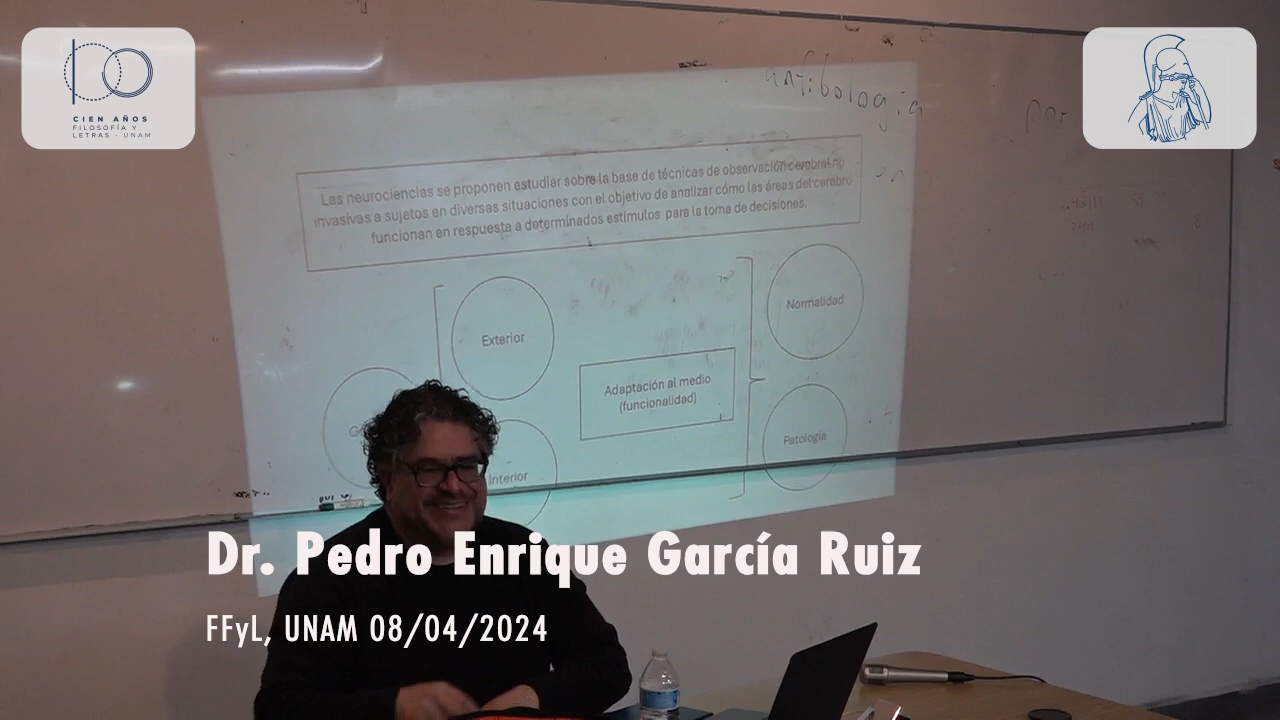 CIEN AÑOS
FILOSOFÍA Y
LETRAS - UNAM
anfibología
por
Las neurociencias se proponen estudiar sobre la base de técnicas de observación cerebral no
invasivas a sujetos en diversas situaciones con el objetivo de analizar cómo las áreas del cerebro
funcionan en respuesta a determinados estímulos para la toma de decisiones.
Exterior
Normalidad
Adaptación al medio
(funcionalidad)
Patología
Interior
Dr. Pedro Enrique García Ruiz
FFyL, UNAM 08/04/2024